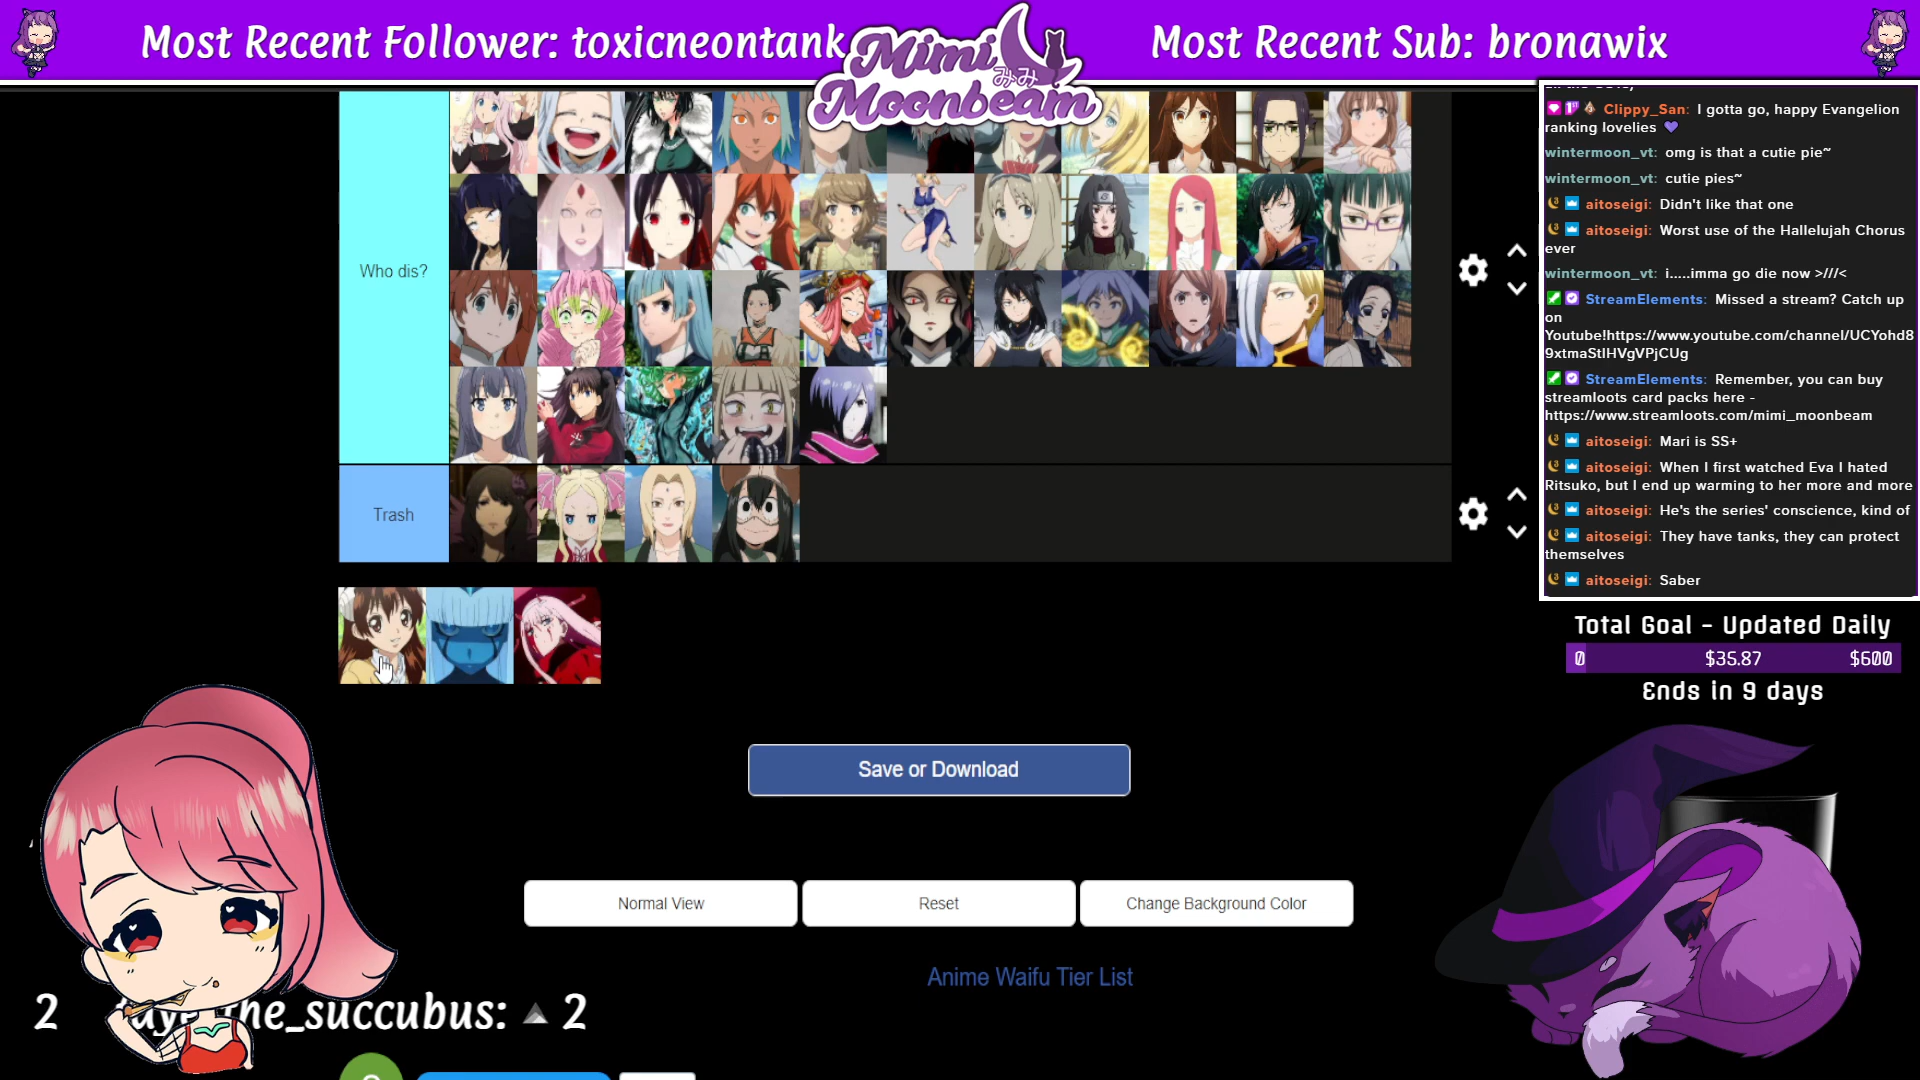 Most Recent Follower: toxicneontank
Mimi
みみ
Moonbeam
Most Recent Sub: bronawix
Clippy_San: I gotta go, happy Evangelion
ranking lovelies
wintermoon_vt: omg is that a cutie pie~
wintermoon_vt: cutie pies~
aitoseigi: Didn't like that one
aitoseigi: Worst use of the Hallelujah Chorus
ever
wintermoon_vt: i.....imma go die now >///<
StreamElements: Missed a stream? Catch up
on
Youtube!https://www.youtube.com/channel/UCYohd8
9xtmaStlHVgVPjCUg
StreamElements: Remember, you can buy
streamloots card packs here -
https://www.streamloots.com/mimi_moonbeam
aitoseigi: Mari is SS+
aitoseigi: When I first watched Eva I hated
Ritsuko, but I end up warming to her more and more
aitoseigi: He's the series' conscience, kind of
aitoseigi: They have tanks, they can protect
themselves
aitoseigi: Saber
Who dis?
Trash
Total Goal - Updated Daily
0 $35.87 $600
Ends in 9 days
Save or Download
Normal View
Reset
Change Background Color
Anime Waifu Tier List
2
the_succubus: 2